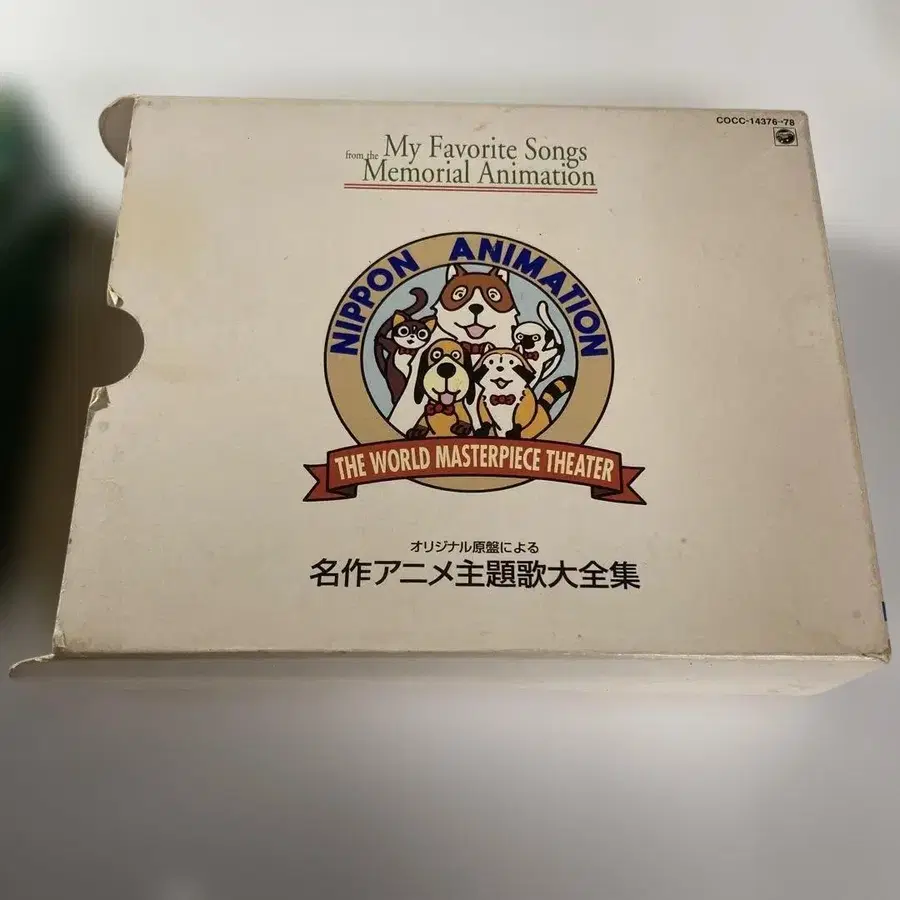 COCC-14376→78
My Favorite Songs
from the Memorial Animation
NIPPON ANIMATION
THE WORLD MASTERPIECE THEATER
オリジナル原盤による
名作アニメ主題歌大全集